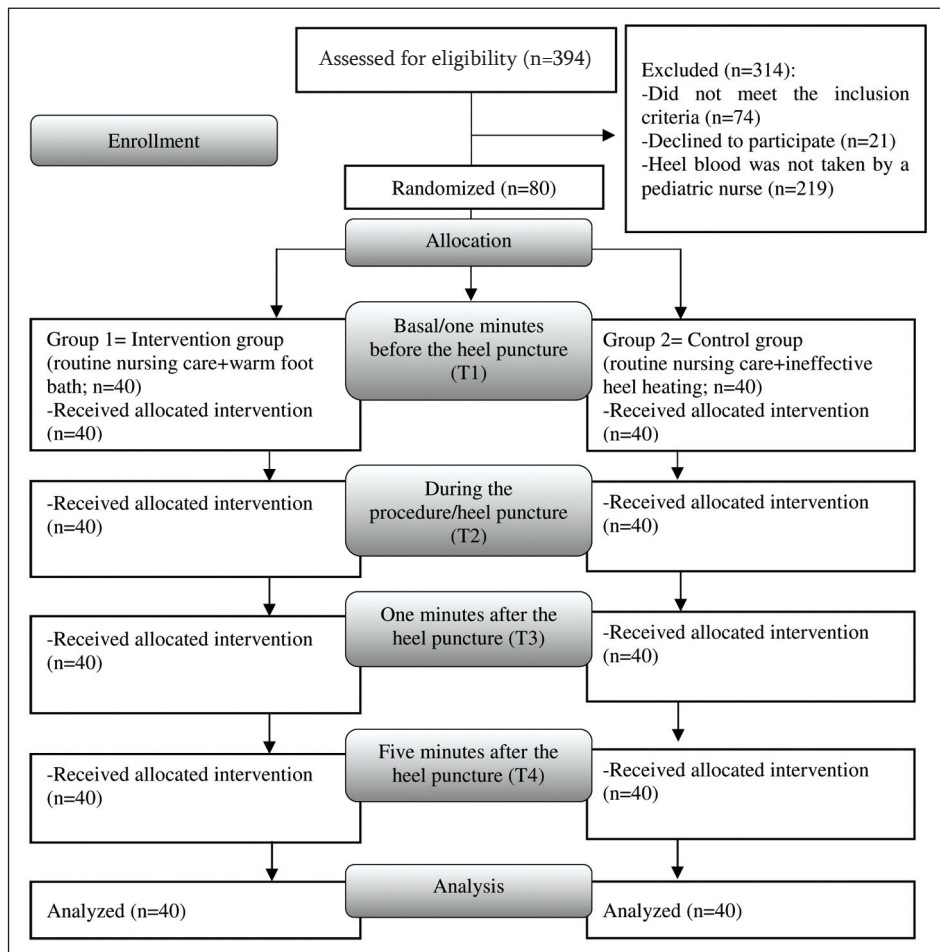 Assessed for eligibility (n=394)
Excluded (n=314):
-Did not meet the inclusion
criteria (n=74)
-Declined to participate (n=21)
-Heel blood was not taken by a
pediatric nurse (n=219)
Enrollment
Randomized (n=80)
Allocation
Group 1= Intervention group
(routine nursing care+warm foot
bath; n=40)
-Received allocated intervention
(n=40)
Basal/one minutes
before the heel puncture
(T1)
Group 2= Control group
(routine nursing care+ineffective
heel heating; n=40)
-Received allocated intervention
(n=40)
-Received allocated intervention
(n=40)
During the
procedure/heel puncture
(T2)
-Received allocated intervention
(n=40)
-Received allocated intervention
(n=40)
One minutes after the
heel puncture (T3)
-Received allocated intervention
(n=40)
-Received allocated intervention
(n=40)
Five minutes after the
heel puncture (T4)
-Received allocated intervention
(n=40)
Analyzed (n=40)
Analysis
Analyzed (n=40)